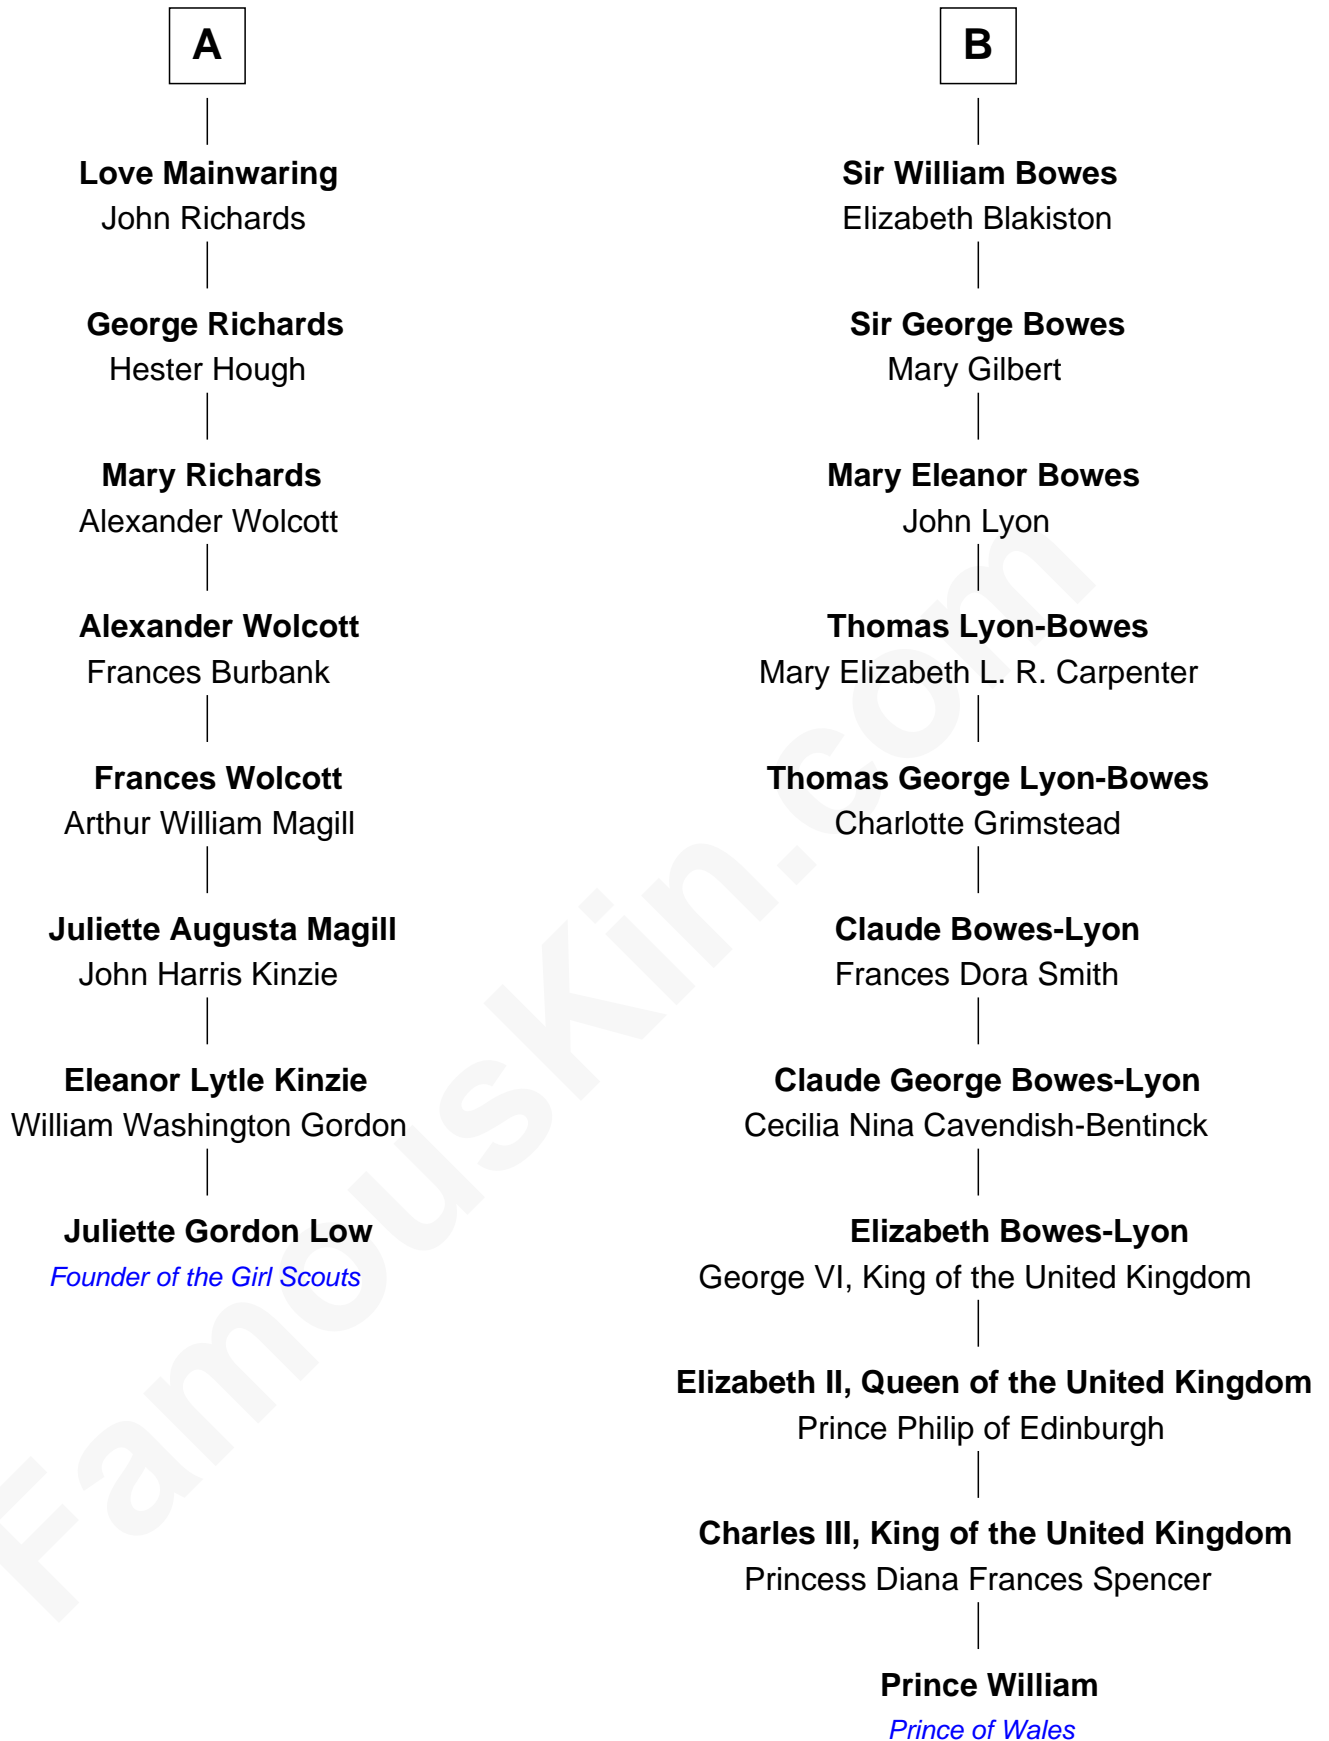 A
Love Mainwaring
John Richards
George Richards
Hester Hough
Mary Richards
Alexander Wolcott
Alexander Wolcott
Frances Burbank
Frances Wolcott
Arthur William Magill
Juliette Augusta Magill
John Harris Kinzie
Eleanor Lytle Kinzie
William Washington Gordon
Juliette Gordon Low
Founder of the Girl Scouts
B
Sir William Bowes
Elizabeth Blakiston
Sir George Bowes
Mary Gilbert
Mary Eleanor Bowes
John Lyon
Thomas Lyon-Bowes
Mary Elizabeth L. R. Carpenter
Thomas George Lyon-Bowes
Charlotte Grimstead
Claude Bowes-Lyon
Frances Dora Smith
Claude George Bowes-Lyon
Cecilia Nina Cavendish-Bentinck
Elizabeth Bowes-Lyon
George VI, King of the United Kingdom
Elizabeth II, Queen of the United Kingdom
Prince Philip of Edinburgh
Charles III, King of the United Kingdom
Princess Diana Frances Spencer
Prince William
Prince of Wales
FamousKin.com